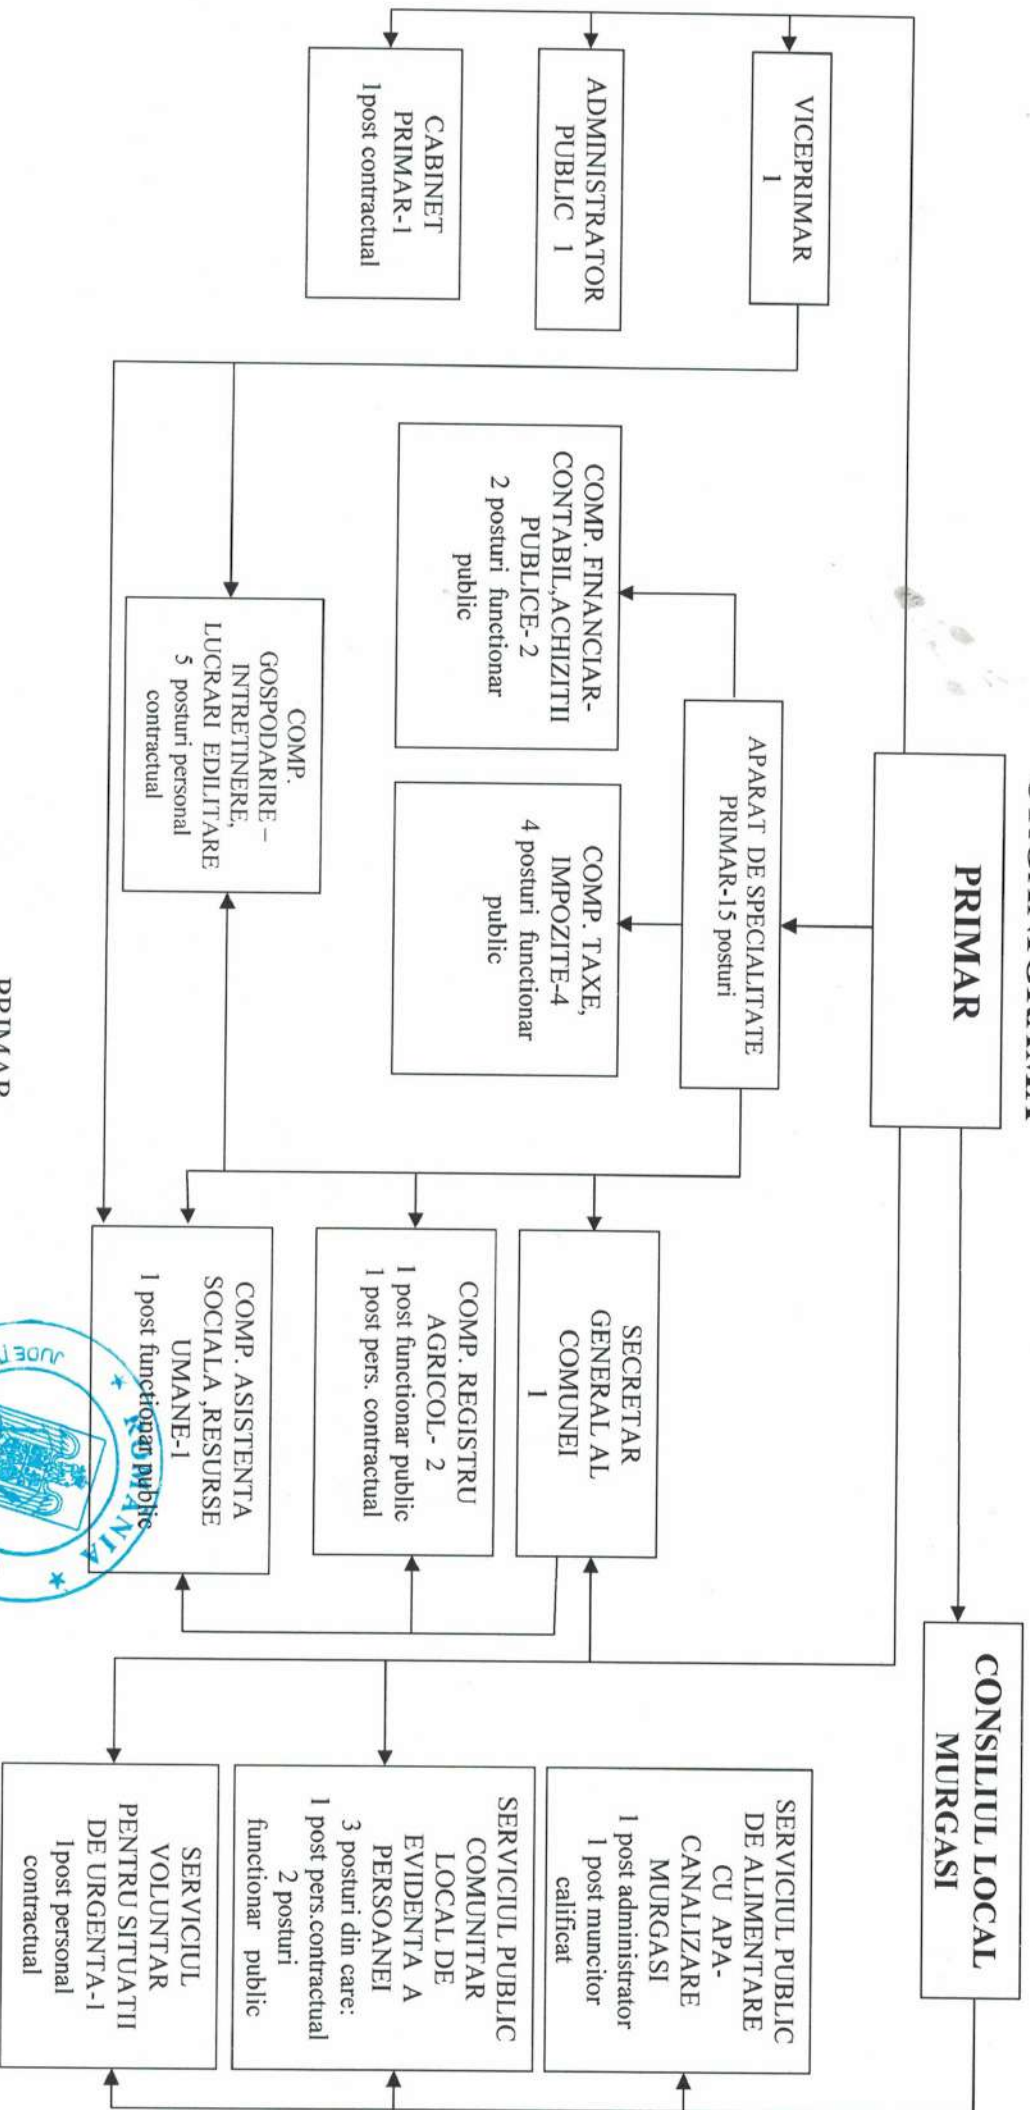 PRIMAR
CONSILIUL LOCAL
MURGASI
VICEPRIMAR
1
ADMINISTRATOR
PUBLIC 1
CABINET
PRIMAR-1
1post contractual
APARAT DE SPECIALITATE
PRIMAR-15 posturi
COMP. FINANCIAR-
CONTABIL,ACHIZITII
PUBLICE- 2
2 posturi functionar
public
COMP. TAXE,
IMPOZITE-4
4 posturi functionar
public
COMP.
GOSPODARIRE –
INTRETINERE,
LUCRARI EDILITARE
5 posturi personal
contractual
SECRETAR
GENERAL AL
COMUNEI
1
COMP. REGISTRU
AGRICOL- 2
1 post functionar public
1 post pers. contractual
COMP. ASISTENTA
SOCIALA ,RESURSE
UMANE-1
1 post functionar public
SERVICIUL PUBLIC
DE ALIMENTARE
CU APA-
CANALIZARE
MURGASI
1 post administrator
1 post muncitor
calificat
SERVICIUL PUBLIC
COMUNITAR
LOCAL DE
EVIDENTA A
PERSOANEI
3 posturi din care:
1 post pers.contractual
2 posturi
functionar public
SERVICIUL
VOLUNTAR
PENTRU SITUATII
DE URGENTA-1
1post personal
contractual
PRIMAR
★ ROMANIA ★